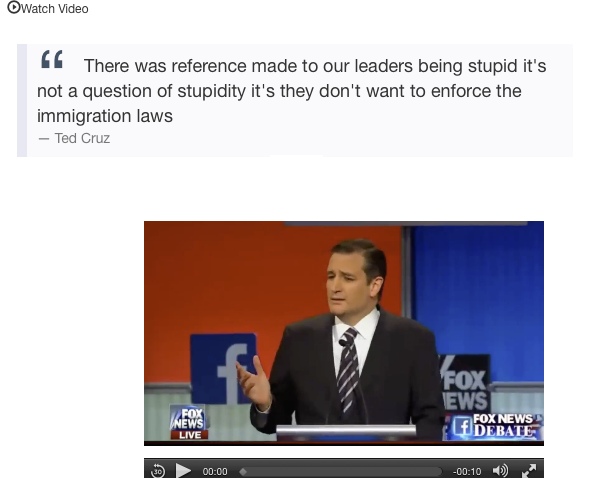 Watch Video
“ There was reference made to our leaders being stupid it's
not a question of stupidity it's they don't want to enforce the
immigration laws
— Ted Cruz
f
FOX
NEWS
FOX
NEWS
LIVE
FOX NEWS
f DEBATE
30
00:00
-00:10